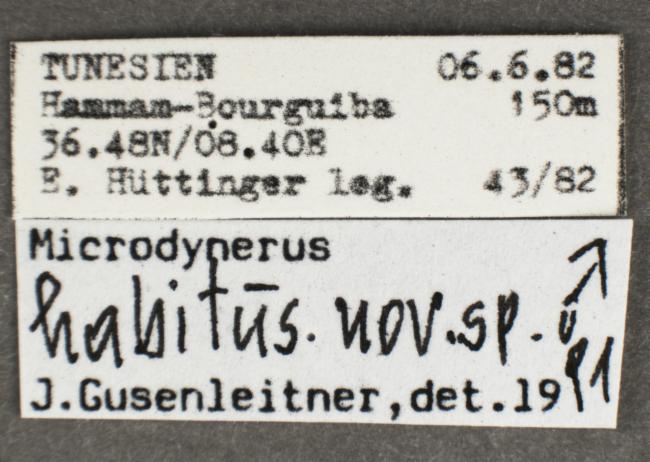 TUNESIEN 06.6.82
Hammam-Bourguiba 150m
36.48N/08.40E
E. Hüttinger leg. 43/82
Microdynerus
habitus. nov.sp. ♂
J.Gusenleitner,det.1991